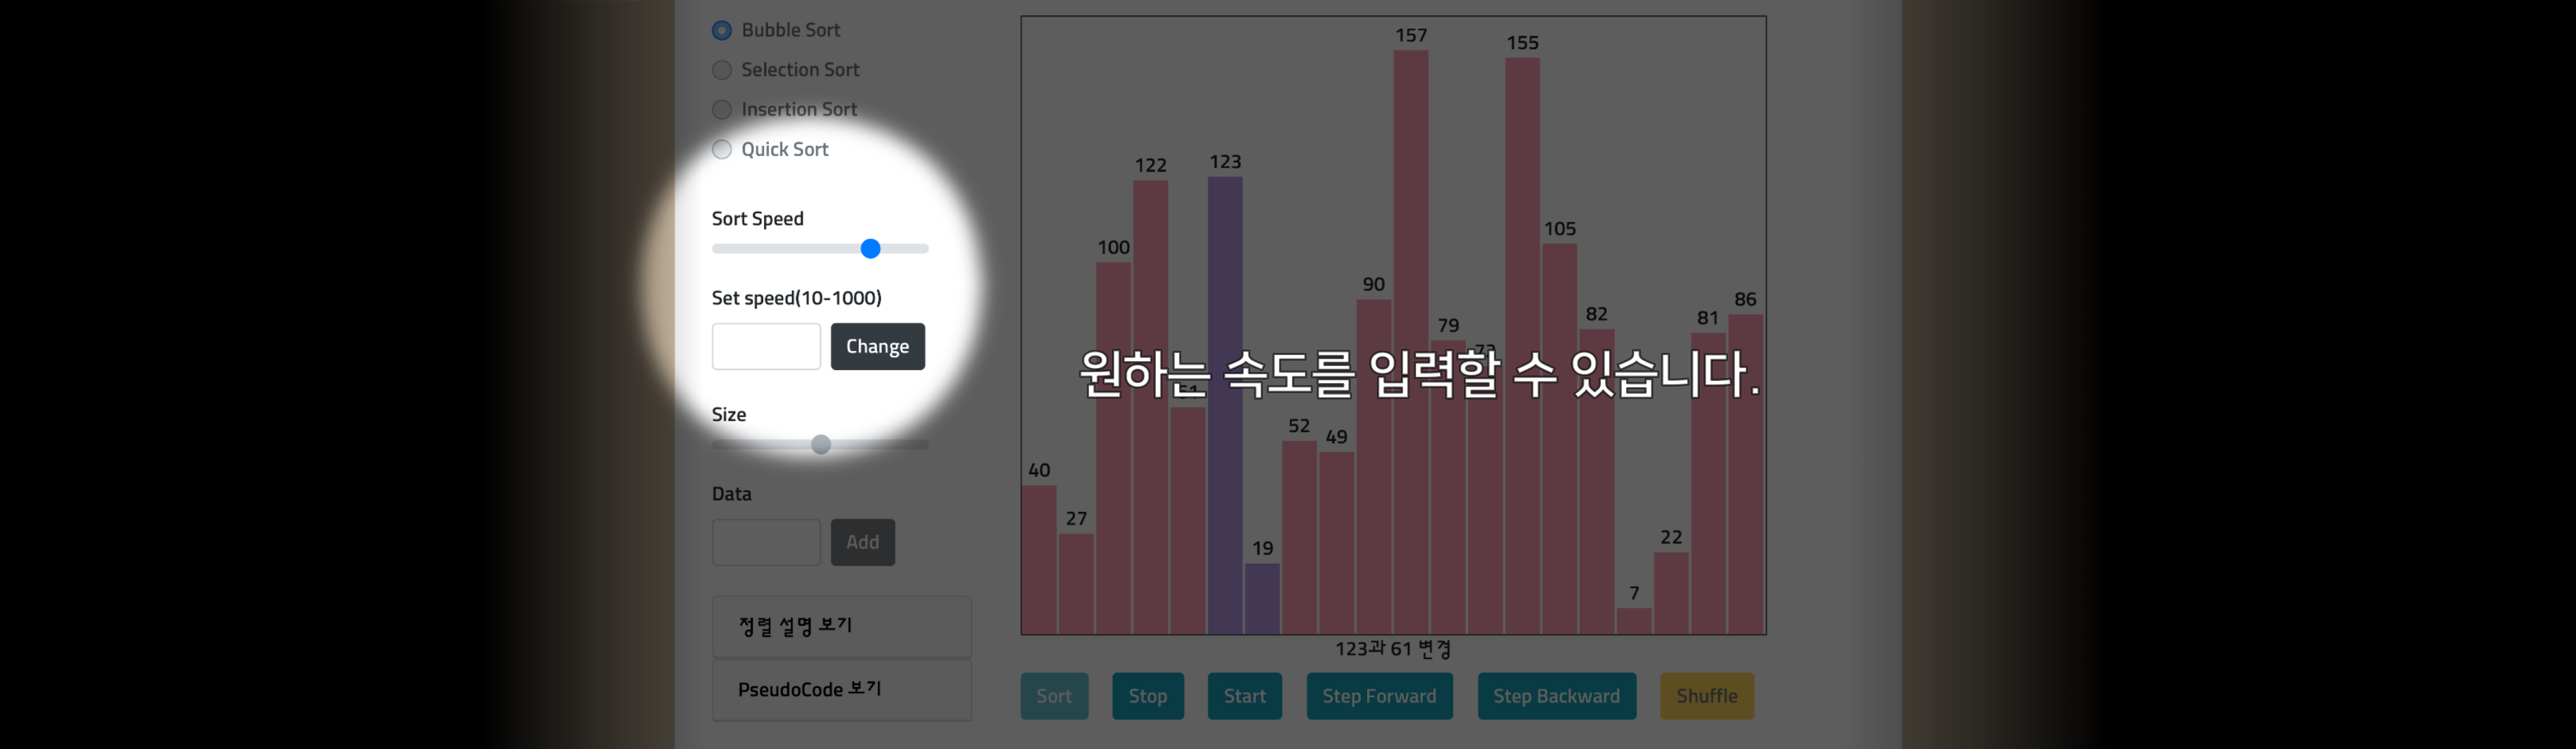 Bubble Sort
Selection Sort
Insertion Sort
Quick Sort
Sort Speed
Set speed(10-1000)
Change
Size
Data
Add
정렬 설명 보기
PseudoCode 보기
40
27
100
122
61
123
19
52
49
90
157
79
73
155
105
82
7
22
81
86
원하는 속도를 입력할 수 있습니다.
123과 61 변경
Sort
Stop
Start
Step Forward
Step Backward
Shuffle